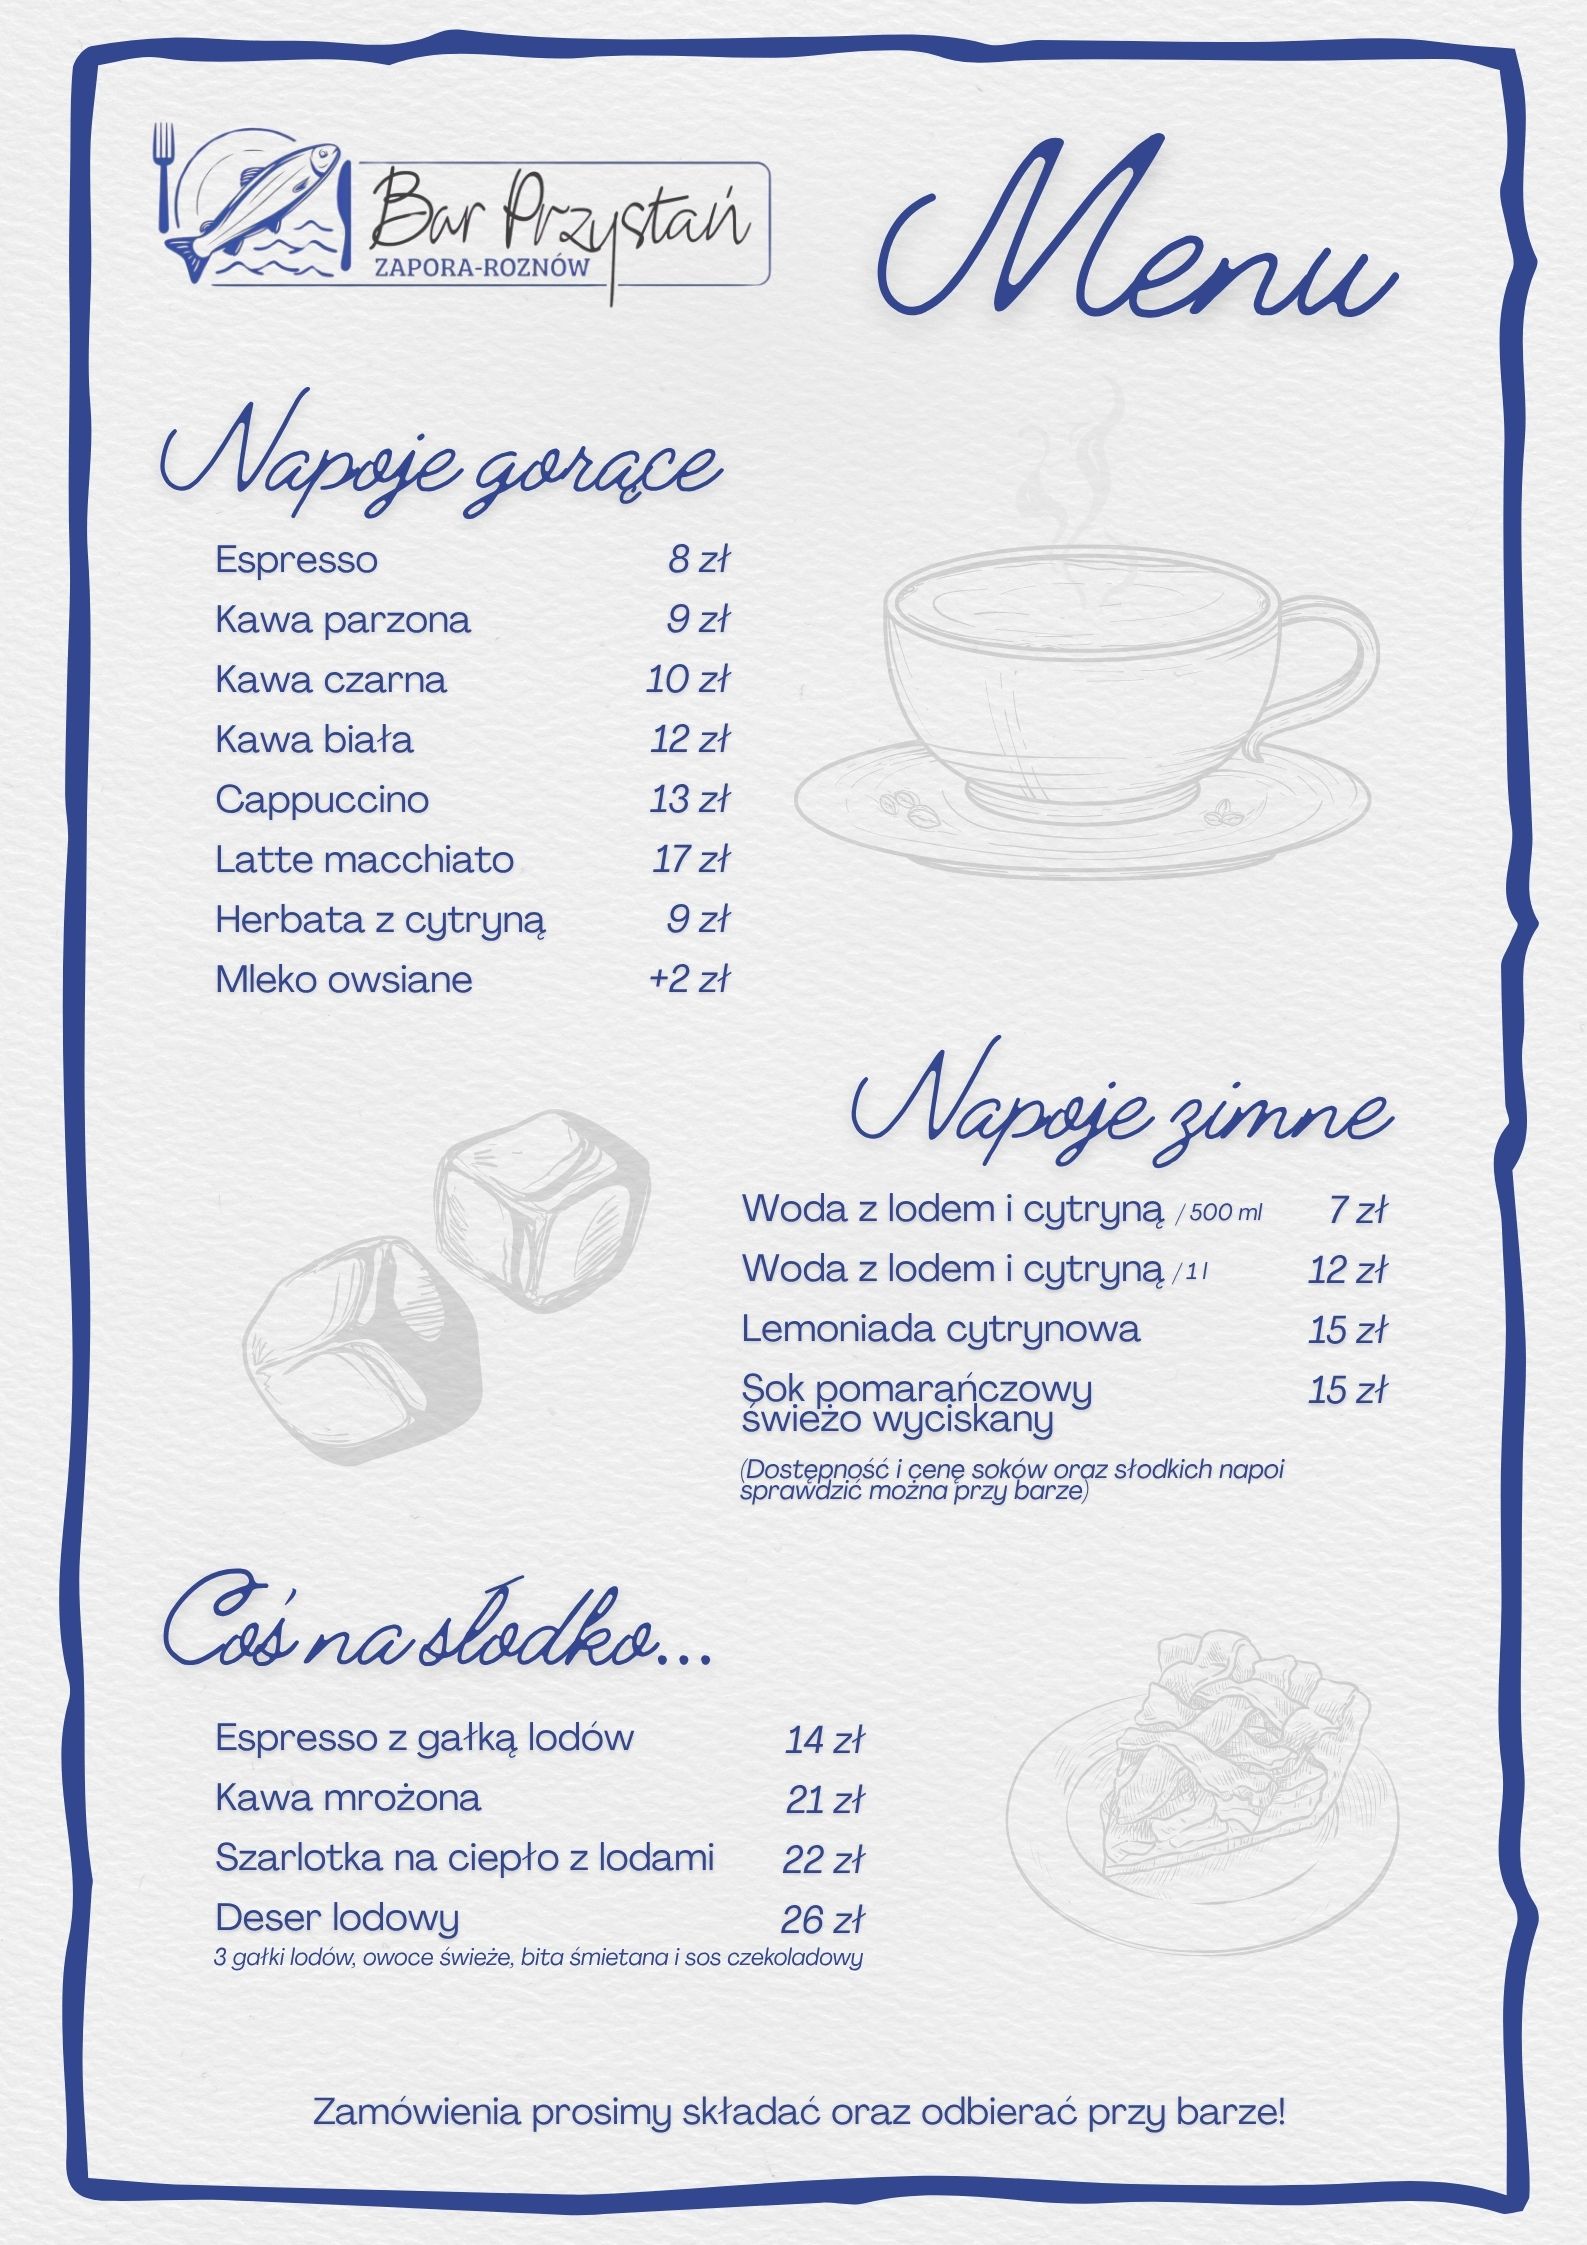 Bar Przystań
ZAPORA-ROZNÓW
Menu
Napoje gorące
Espresso 8 zł
Kawa parzona 9 zł
Kawa czarna 10 zł
Kawa biała 12 zł
Cappuccino 13 zł
Latte macchiato 17 zł
Herbata z cytryną 9 zł
Mleko owsiane +2 zł
Napoje zimne
Woda z lodem i cytryną / 500 ml 7 zł
Woda z lodem i cytryną / 1 l 12 zł
Lemoniada cytrynowa 15 zł
Sok pomarańczowy 15 zł
świeżo wyciskany
(Dostępność i cenę soków oraz słodkich napoi
sprawdzić można przy barze)
Coś na słodko...
Espresso z gałką lodów 14 zł
Kawa mrożona 21 zł
Szarlotka na ciepło z lodami 22 zł
Deser lodowy 26 zł
3 gałki lodów, owoce świeże, bita śmietana i sos czekoladowy
Zamówienia prosimy składać oraz odbierać przy barze!